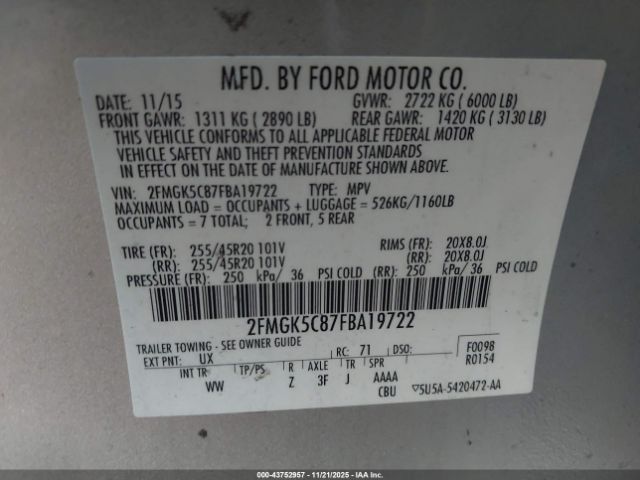 MFD. BY FORD MOTOR CO.
DATE: 11/15 GVWR: 2722 KG ( 6000 LB)
FRONT GAWR: 1311 KG ( 2890 LB) REAR GAWR: 1420 KG ( 3130 LB)
THIS VEHICLE CONFORMS TO ALL APPLICABLE FEDERAL MOTOR
VEHICLE SAFETY AND THEFT PREVENTION STANDARDS
IN EFFECT ON THE DATE OF MANUFACTURE SHOWN ABOVE.
VIN: 2FMGK5C87FBA19722 TYPE: MPV
MAXIMUM LOAD = OCCUPANTS + LUGGAGE = 526KG/1160LB
OCCUPANTS = 7 TOTAL; 2 FRONT, 5 REAR
TIRE (FR): 255/45R20 101V RIMS (FR): 20X8.0J
(RR): 255/45R20 101V (RR): 20X8.0J
PRESSURE (FR): 250 kPa/ 36 PSI COLD (RR): 250 kPa/ 36 PSI COLD
2FMGK5C87FBA19722
TRAILER TOWING - SEE OWNER GUIDE F0098
EXT PNT: UX RC: 71 DSO: R0154
INT TR TP/PS R AXLE TR SPR
WW Z 3F J AAAA
CBU ▽5U5A-5420472-AA
000-43752957 - 11/21/2025 - IAAI.COM